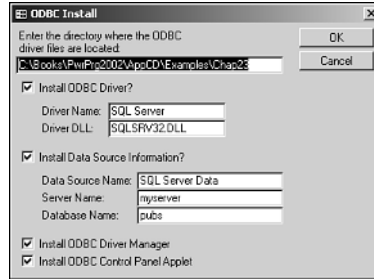 ODBC Install
Enter the directory where the ODBC
driver files are located:
C:\Books\PwrPrg2002\AppCD\Examples\Chap23
OK
Cancel
Install ODBC Driver?
Driver Name: SQL Server
Driver DLL: SQLSRV32.DLL
Install Data Source Information?
Data Source Name: SQL Server Data
Server Name: myserver
Database Name: pubs
Install ODBC Driver Manager
Install ODBC Control Panel Applet